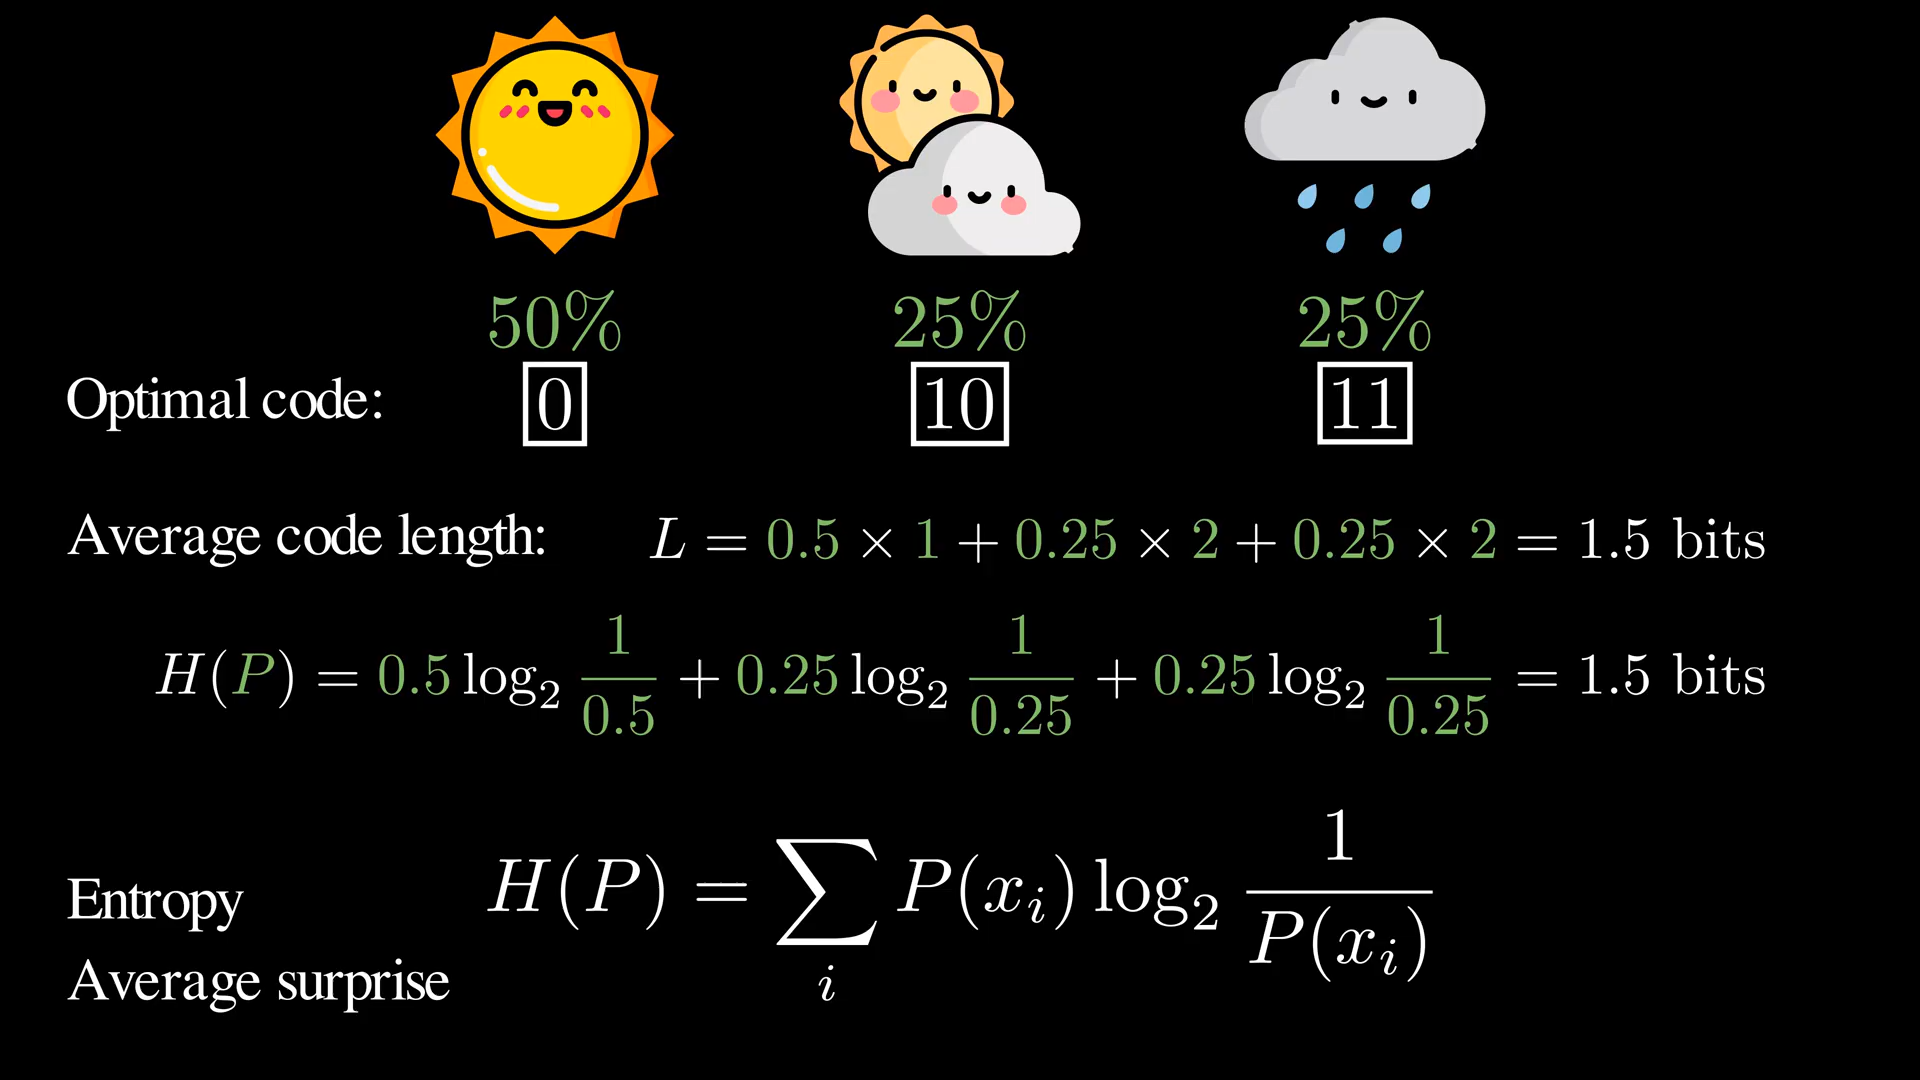 50% 25% 25%
Optimal code: 0 10 11
Average code length: L = 0.5 × 1 + 0.25 × 2 + 0.25 × 2 = 1.5 bits
H(P) = 0.5 log₂ 1/0.5 + 0.25 log₂ 1/0.25 + 0.25 log₂ 1/0.25 = 1.5 bits
Entropy H(P) = ∑ᵢ P(xᵢ) log₂ 1/P(xᵢ)
Average surprise